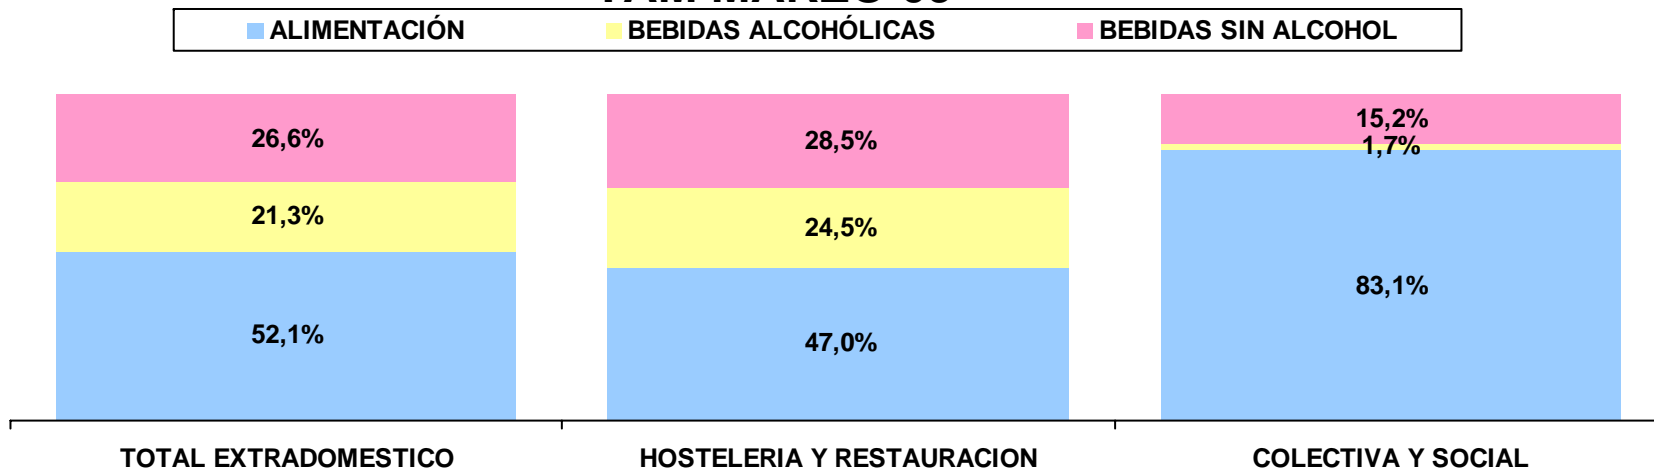 ALIMENTACIÓN BEBIDAS ALCOHÓLICAS BEBIDAS SIN ALCOHOL
26,6% 28,5% 15,2%
1,7%
21,3% 24,5%
83,1%
52,1% 47,0%
TOTAL EXTRADOMESTICO HOSTELERIA Y RESTAURACION COLECTIVA Y SOCIAL